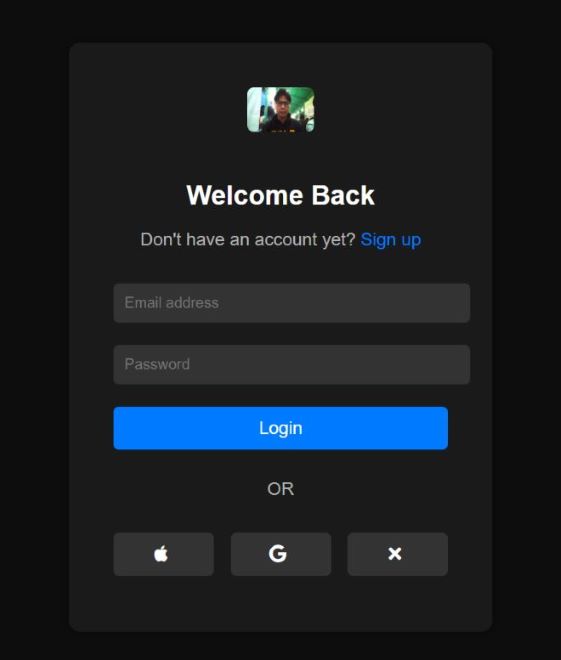 Welcome Back
Don't have an account yet? Sign up
Email address
Password
Login
OR